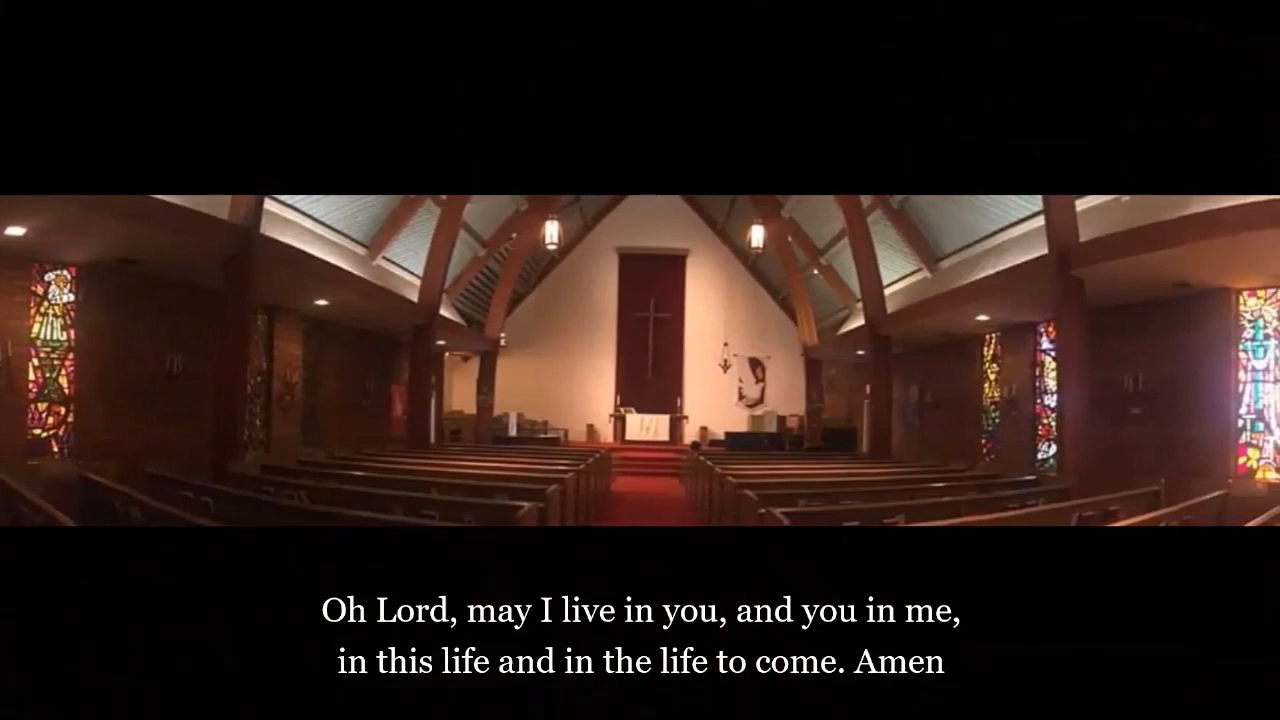 Oh Lord, may I live in you, and you in me,
in this life and in the life to come. Amen